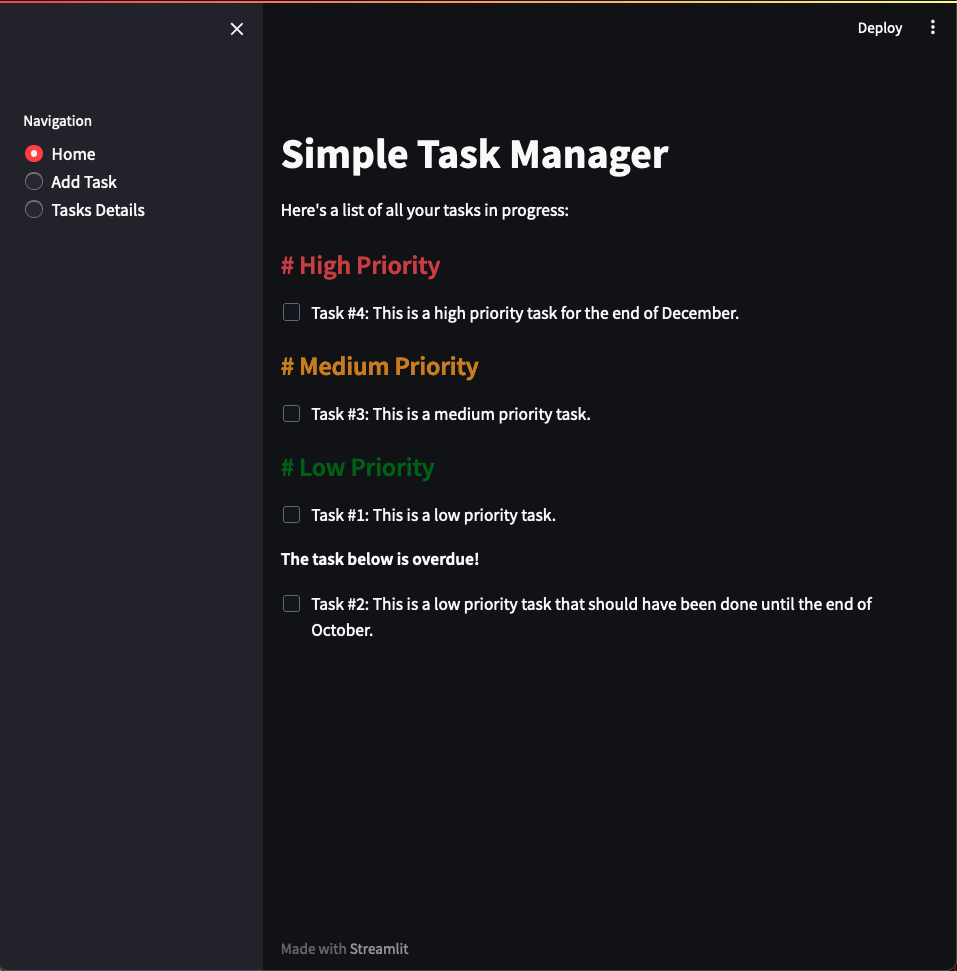 Deploy
Navigation
Home
Add Task
Tasks Details
Simple Task Manager
Here's a list of all your tasks in progress:
# High Priority
Task #4: This is a high priority task for the end of December.
# Medium Priority
Task #3: This is a medium priority task.
# Low Priority
Task #1: This is a low priority task.
The task below is overdue!
Task #2: This is a low priority task that should have been done until the end of
October.
Made with Streamlit